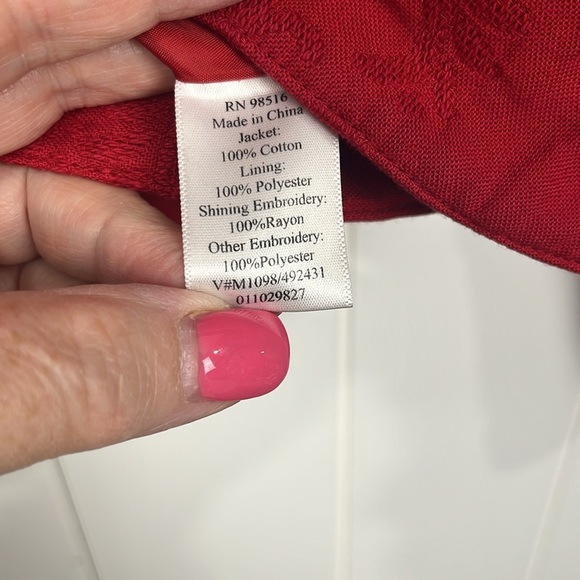 RN 98516
Made in China
Jacket:
100% Cotton
Lining:
100% Polyester
Shining Embroidery:
100%Rayon
Other Embroidery:
100%Polyester
V#M1098/492431
011029827